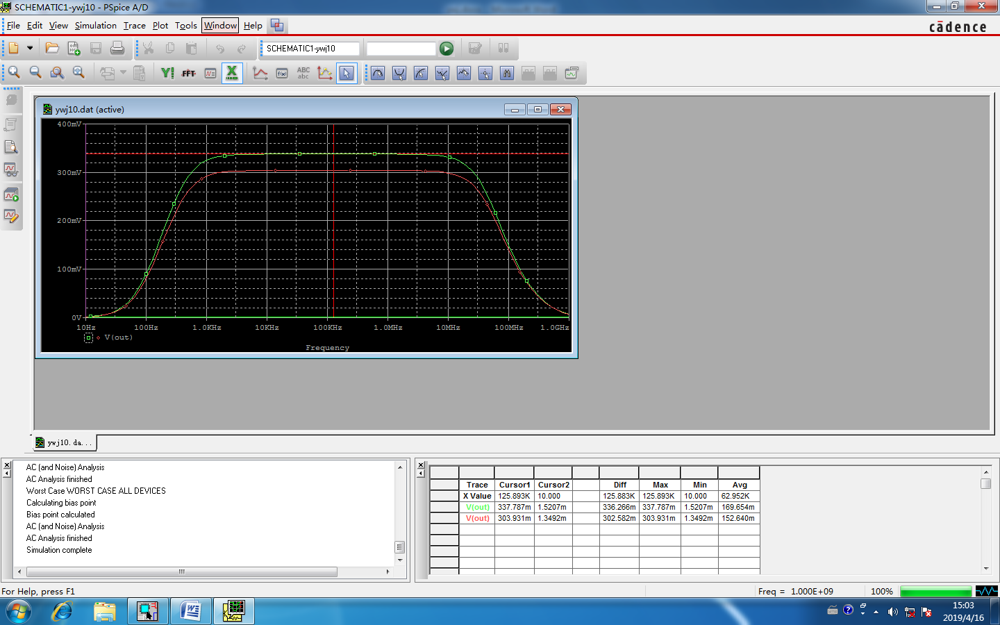 SCHEMATIC1-ywj10 - PSpice A/D
File Edit View Simulation Trace Plot Tools Window Help
cādence
SCHEMATIC1-ywj10
Y! FFT f(x) ABC abc
ywj10.dat (active)
400mV
300mV
200mV
100mV
0V
10Hz 100Hz 1.0KHz 10KHz 100KHz 1.0MHz 10MHz 100MHz 1.0GHz
V(out)
Frequency
ywj10.da...
AC (and Noise) Analysis
AC Analysis finished
Worst Case WORST CASE ALL DEVICES
Calculating bias point
Bias point calculated
AC (and Noise) Analysis
AC Analysis finished
Simulation complete
Trace Cursor1 Cursor2 Diff Max Min Avg
X Value 125.893K 10.000 125.883K 125.893K 10.000 62.952K
V(out) 337.787m 1.5207m 336.266m 337.787m 1.5207m 169.654m
V(out) 303.931m 1.3492m 302.582m 303.931m 1.3492m 152.640m
For Help, press F1
Freq = 1.000E+09 100%
15:03
2019/4/16